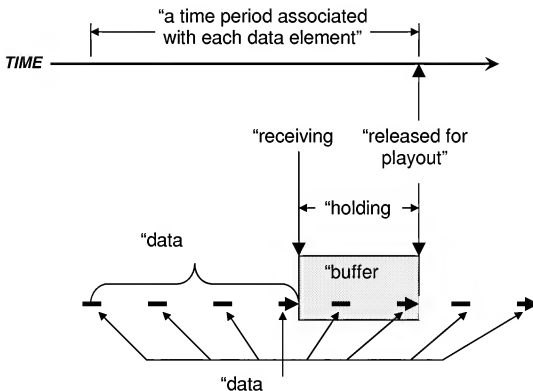 “a time period associated
with each data element”
TIME
“receiving
“released for
playout”
“holding
“data
“buffer
“data